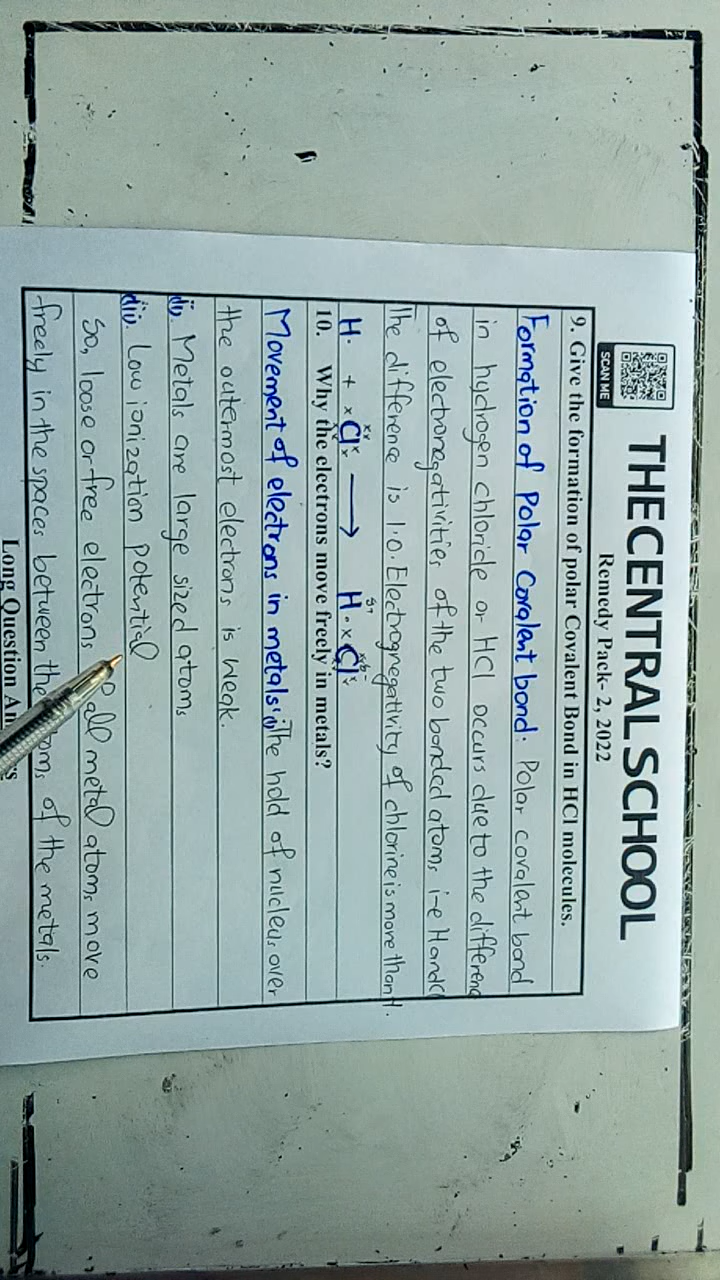 SCAN ME
THE CENTRAL SCHOOL
Remedy Pack- 2, 2022
9. Give the formation of polar Covalent Bond in HCl molecules.
Formation of Polar Covalent bond: Polar covalent bond
in hydrogen chloride or HCl occurs due to the differenc
of electronegativities of the two bonded atoms i-e H and Cl
The difference is 1.0. Electrognegativity of chlorine is more than H.
H· + Cl → H Cl
10. Why the electrons move freely in metals?
Movement of electrons in metals: (i) The hold of nucleus over
the outermost electrons is weak.
(ii). Metals are large sized atoms
(iii). Low ionization potential
So, loose or free electrons all metal atoms move
freely in the spaces between the of the metals.
Long Question